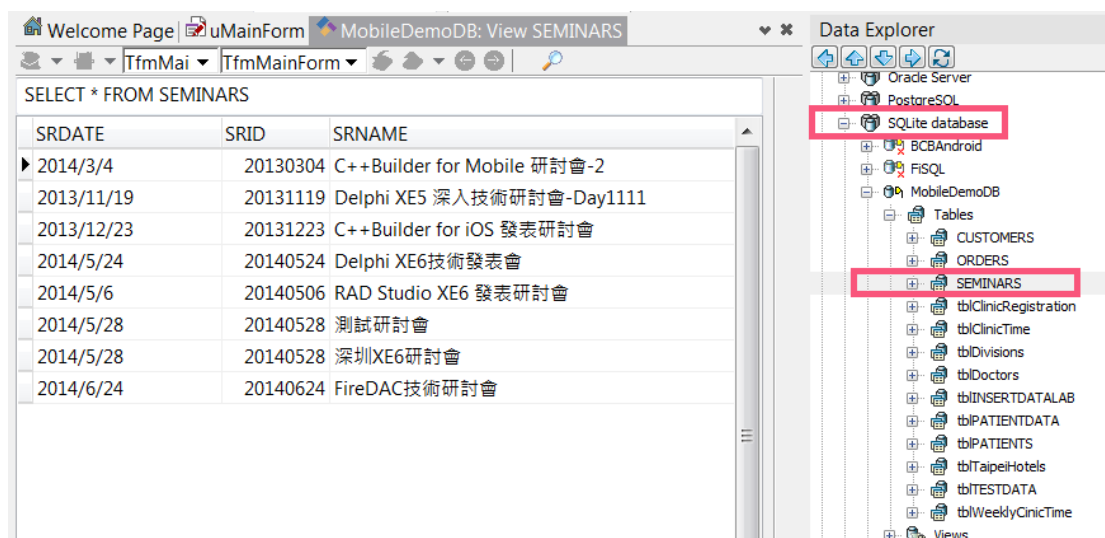 Welcome Page uMainForm MobileDemoDB: View SEMINARS
TfmMai TfmMainForm
SELECT * FROM SEMINARS
SRDATE SRID SRNAME
2014/3/4 20130304 C++Builder for Mobile 研討會-2
2013/11/19 20131119 Delphi XE5 深入技術研討會-Day1111
2013/12/23 20131223 C++Builder for iOS 發表研討會
2014/5/24 20140524 Delphi XE6技術發表會
2014/5/6 20140506 RAD Studio XE6 發表研討會
2014/5/28 20140528 測試研討會
2014/5/28 20140528 深圳XE6研討會
2014/6/24 20140624 FireDAC技術研討會
Data Explorer
Oracle Server
PostgreSQL
SQLite database
BCBAndroid
FiSQL
MobileDemoDB
Tables
CUSTOMERS
ORDERS
SEMINARS
tblClinicRegistration
tblClinicTime
tblDivisions
tblDoctors
tblINSERTDATALAB
tblPATIENTDATA
tblPATIENTS
tblTaipeiHotels
tblTESTDATA
tblWeeklyCinicTime
Views